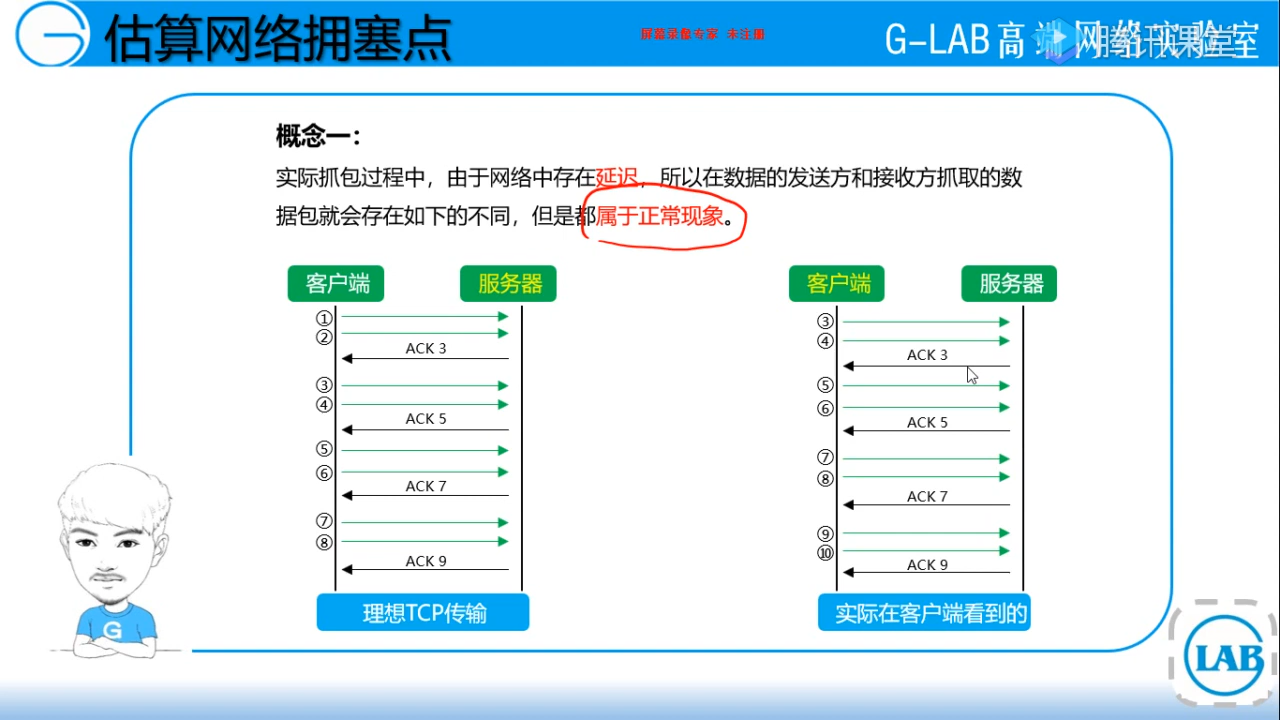 估算网络拥塞点
屏幕录像专家 未注册
G-LAB高端网络实验室
腾讯课堂
概念一：
实际抓包过程中，由于网络中存在延迟，所以在数据的发送方和接收方抓取的数
据包就会存在如下的不同，但是都属于正常现象。
客户端
服务器
①
②
ACK 3
③
④
ACK 5
⑤
⑥
ACK 7
⑦
⑧
ACK 9
理想TCP传输
客户端
服务器
③
④
ACK 3
⑤
⑥
ACK 5
⑦
⑧
ACK 7
⑨
⑩
ACK 9
实际在客户端看到的
G
LAB